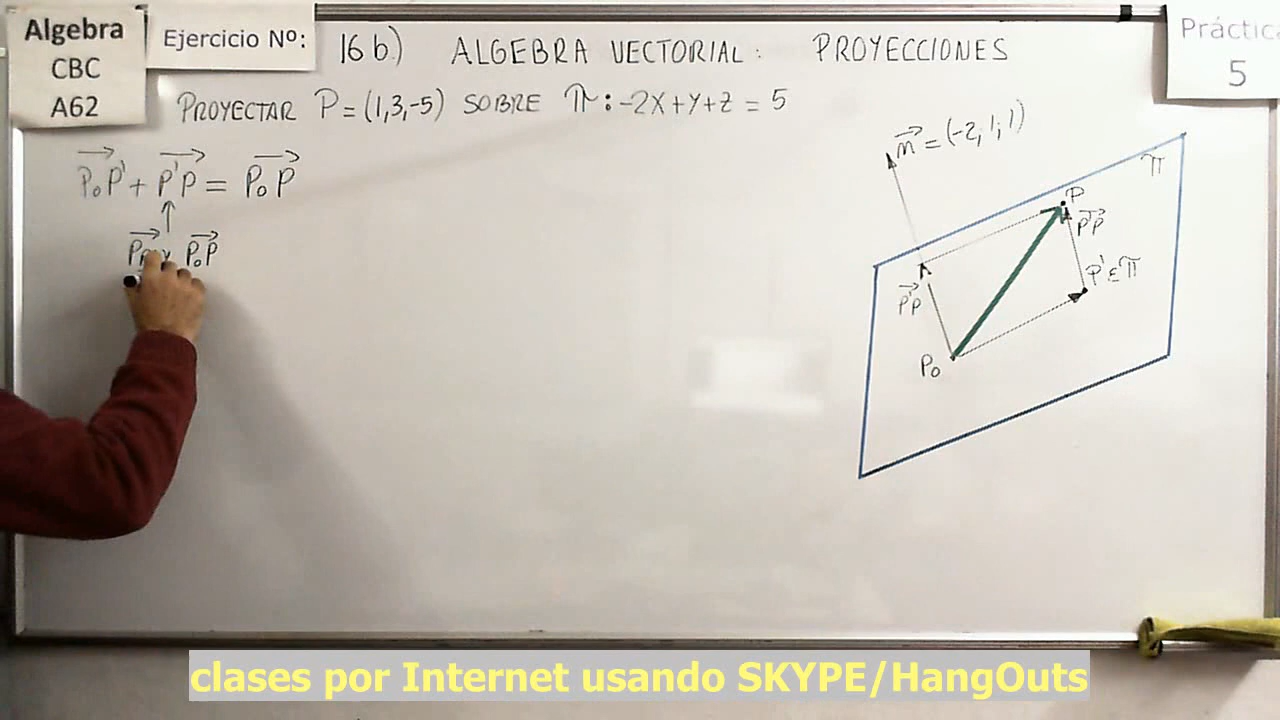 Algebra
CBC
A62
Ejercicio Nº:
16 b.) ALGEBRA VECTORIAL: PROYECCIONES
Práctica
5
PROYECTAR P = (1,3,-5) SOBRE π: -2X+Y+Z = 5
P₀P' + P'P = P₀P
P₀P
n = (-2,1,1)
π
P
P'P
P' ε π
P'P
P₀
clases por Internet usando SKYPE/HangOuts